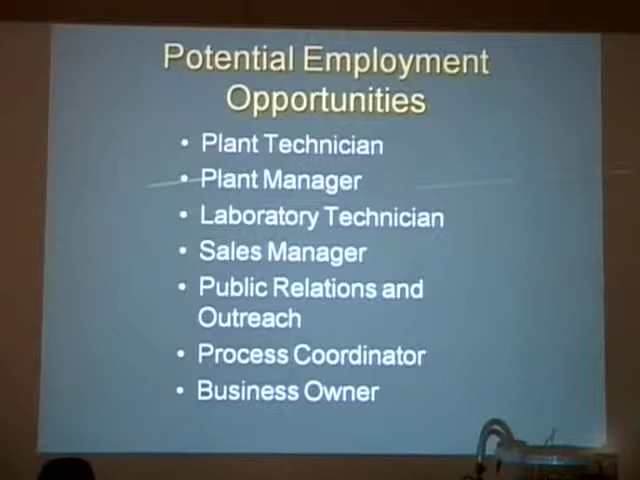 Potential Employment
Opportunities
• Plant Technician
• Plant Manager
• Laboratory Technician
• Sales Manager
• Public Relations and
Outreach
• Process Coordinator
• Business Owner